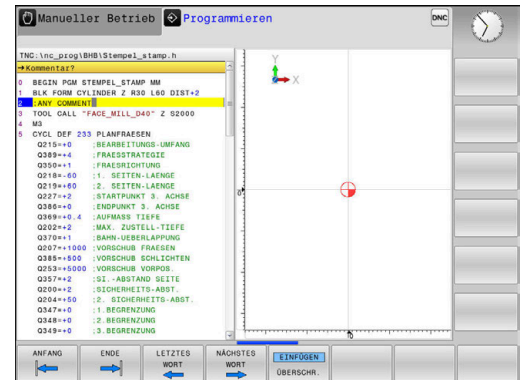 Manueller Betrieb
Programmieren
DNC
TNC:\nc_prog\BHB\Stempel_stamp.h
→Kommentar?
0 BEGIN PGM STEMPEL_STAMP MM
1 BLK FORM CYLINDER Z R30 L60 DIST+2
2 ;ANY COMMENT
3 TOOL CALL "FACE_MILL_D40" Z S2000
4 M3
5 CYCL DEF 233 PLANFRAESEN
Q215=+0 ;BEARBEITUNGS-UMFANG
Q389=+4 ;FRAESSTRATEGIE
Q350=+1 ;FRAESRICHTUNG
Q218=-60 ;1. SEITEN-LAENGE
Q219=+60 ;2. SEITEN-LAENGE
Q227=+2 ;STARTPUNKT 3. ACHSE
Q386=+0 ;ENDPUNKT 3. ACHSE
Q369=+0.4 ;AUFMASS TIEFE
Q202=+2 ;MAX. ZUSTELL-TIEFE
Q370=+1 ;BAHN-UEBERLAPPUNG
Q207=+1000 ;VORSCHUB FRAESEN
Q385=+500 ;VORSCHUB SCHLICHTEN
Q253=+5000 ;VORSCHUB VORPOS.
Q357=+2 ;SI.-ABSTAND SEITE
Q200=+2 ;SICHERHEITS-ABST.
Q204=+50 ;2. SICHERHEITS-ABST.
Q347=+0 ;1.BEGRENZUNG
Q348=+0 ;2.BEGRENZUNG
Q349=+0 ;3.BEGRENZUNG
Y
X
0
0
ANFANG
ENDE
LETZTES WORT
NÄCHSTES WORT
EINFÜGEN
ÜBERSCHR.